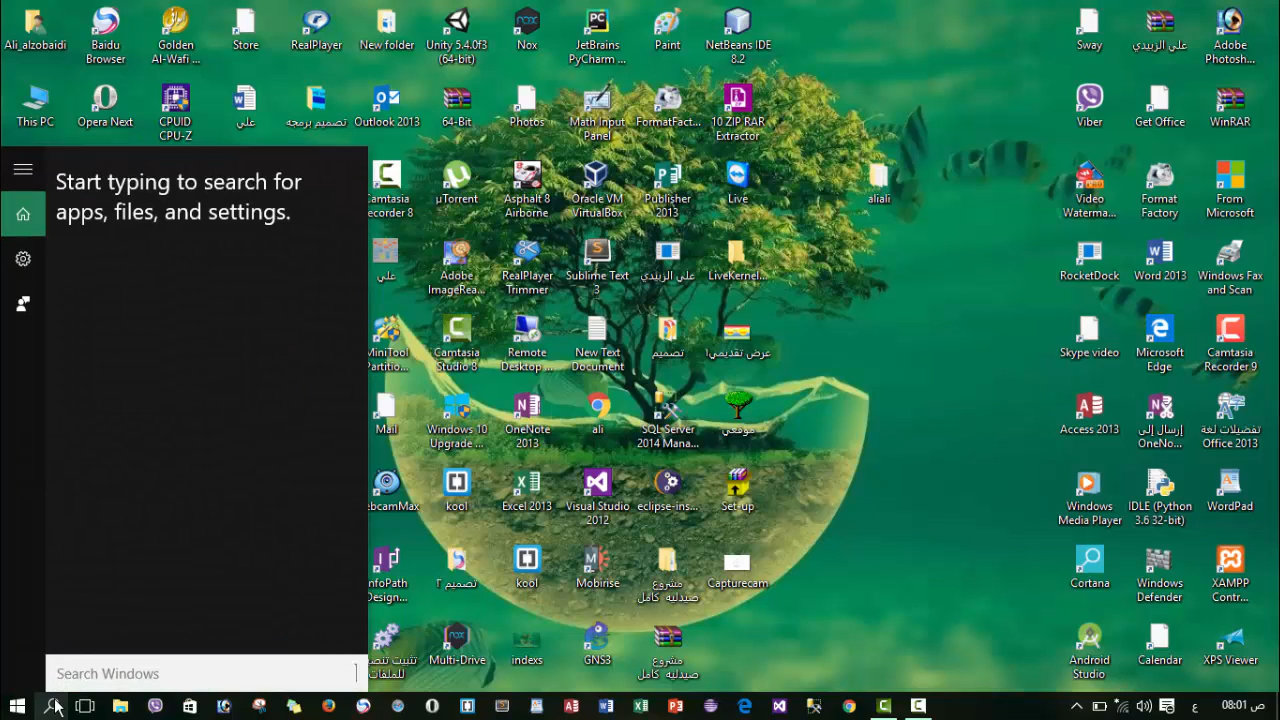 Ali_alzobaidi
Baidu
Browser
Golden
Al-Wafi ...
Store
RealPlayer
New folder
Unity 5.4.0f3
(64-bit)
Nox
JetBrains
PyCharm ...
Paint
NetBeans IDE
8.2
Sway
علي الزبيدي
Adobe
Photosh...
This PC
Opera Next
CPUID
CPU-Z
علي
تصميم برمجه
Outlook 2013
64-Bit
Photos
Math Input
Panel
FormatFact...
10 ZIP.RAR
Extractor
Viber
Get Office
WinRAR
Start typing to search for
apps, files, and settings.
Camtasia
Recorder 8
µTorrent
Asphalt 8
Airborne
Oracle VM
VirtualBox
Publisher
2013
Live
aliali
Video
Waterma...
Format
Factory
From
Microsoft
علي
Adobe
ImageRea...
RealPlayer
Trimmer
Sublime Text
3
علي الزبيدي
LiveKernel...
RocketDock
Word 2013
Windows Fax
and Scan
MiniTool
Partitio...
Camtasia
Studio 8
Remote
Desktop ...
New Text
Document
تصميم
عرض تقديمي1
Skype video
Microsoft
Edge
Camtasia
Recorder 9
Mail
Windows 10
Upgrade ...
OneNote
2013
ali
SQL Server
2014 Mana...
موقعي
Access 2013
إرسال إلى
OneNo...
تفضيلات لغة
Office 2013
WebcamMax
kool
Excel 2013
Visual Studio
2012
eclipse-ins...
Set-up
Windows
Media Player
IDLE (Python
3.6 32-bit)
WordPad
InfoPath
Design...
تصميم T
kool
Mobirise
مشروع
صيدليه كامل
Capturecam
Cortana
Windows
Defender
XAMPP
Contr...
Multi-Drive
indexs
GNS3
مشروع
صيدليه كامل
Android
Studio
Calendar
XPS Viewer
Search Windows
ع
08:01 ص